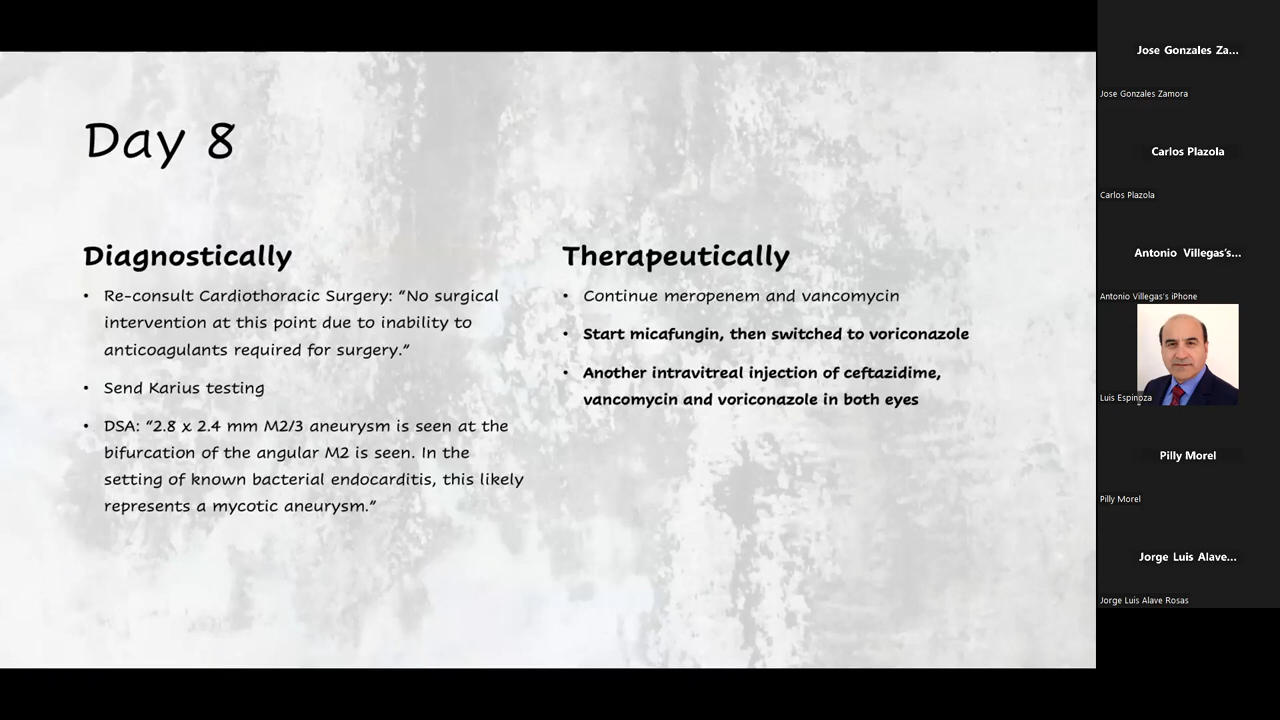 Day 8
Diagnostically
• Re-consult Cardiothoracic Surgery: “No surgical
intervention at this point due to inability to
anticoagulants required for surgery.”
• Send Karius testing
• DSA: “2.8 x 2.4 mm M2/3 aneurysm is seen at the
bifurcation of the angular M2 is seen. In the
setting of known bacterial endocarditis, this likely
represents a mycotic aneurysm.”
Therapeutically
• Continue meropenem and vancomycin
• Start micafungin, then switched to voriconazole
• Another intravitreal injection of ceftazidime,
vancomycin and voriconazole in both eyes
Jose Gonzales Za...
Jose Gonzales Zamora
Carlos Plazola
Carlos Plazola
Antonio Villegas's...
Antonio Villegas's iPhone
Luis Espinoza
Pilly Morel
Pilly Morel
Jorge Luis Alave...
Jorge Luis Alave Rosas